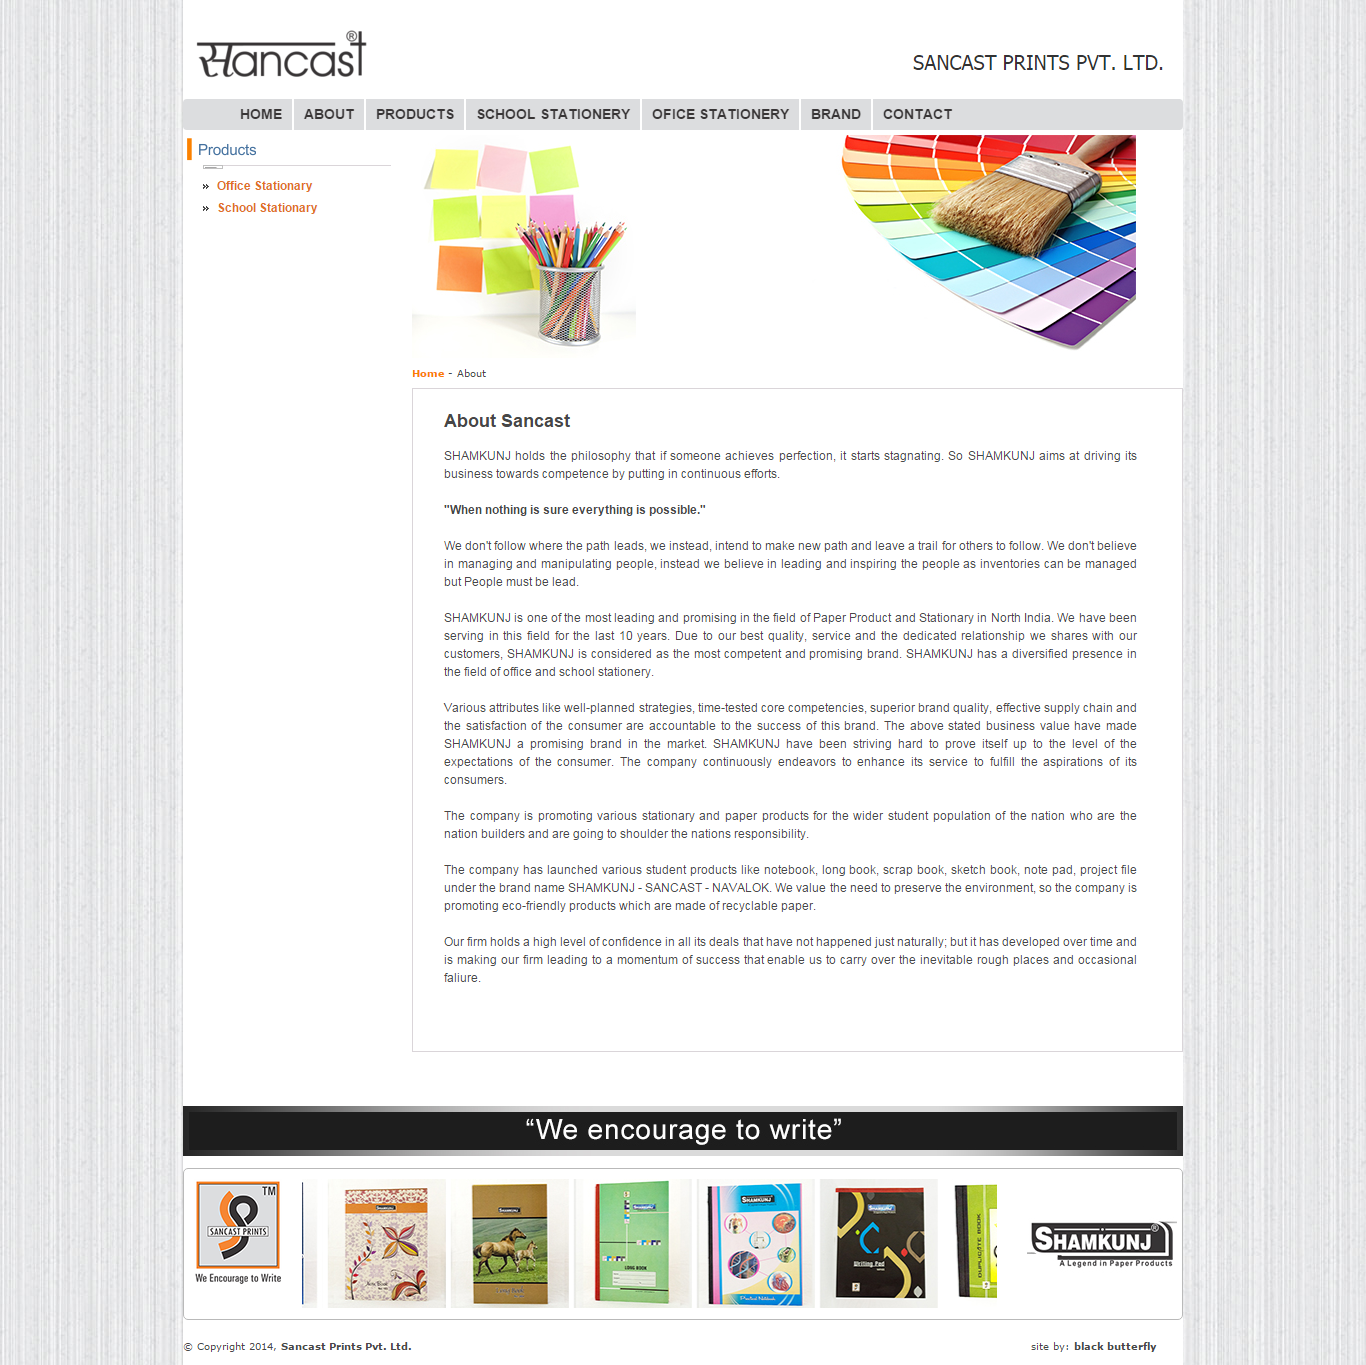 सेancast®
SANCAST PRINTS PVT. LTD.
HOME ABOUT PRODUCTS SCHOOL STATIONERY OFICE STATIONERY BRAND CONTACT
Products
» Office Stationary
» School Stationary
Home - About
About Sancast
SHAMKUNJ holds the philosophy that if someone achieves perfection, it starts stagnating. So SHAMKUNJ aims at driving its
business towards competence by putting in continuous efforts.
"When nothing is sure everything is possible."
We don't follow where the path leads, we instead, intend to make new path and leave a trail for others to follow. We don't believe
in managing and manipulating people, instead we believe in leading and inspiring the people as inventories can be managed
but People must be lead.
SHAMKUNJ is one of the most leading and promising in the field of Paper Product and Stationary in North India. We have been
serving in this field for the last 10 years. Due to our best quality, service and the dedicated relationship we shares with our
customers, SHAMKUNJ is considered as the most competent and promising brand. SHAMKUNJ has a diversified presence in
the field of office and school stationery.
Various attributes like well-planned strategies, time-tested core competencies, superior brand quality, effective supply chain and
the satisfaction of the consumer are accountable to the success of this brand. The above stated business value have made
SHAMKUNJ a promising brand in the market. SHAMKUNJ have been striving hard to prove itself up to the level of the
expectations of the consumer. The company continuously endeavors to enhance its service to fulfill the aspirations of its
consumers.
The company is promoting various stationary and paper products for the wider student population of the nation who are the
nation builders and are going to shoulder the nations responsibility.
The company has launched various student products like notebook, long book, scrap book, sketch book, note pad, project file
under the brand name SHAMKUNJ - SANCAST - NAVALOK. We value the need to preserve the environment, so the company is
promoting eco-friendly products which are made of recyclable paper.
Our firm holds a high level of confidence in all its deals that have not happened just naturally; but it has developed over time and
is making our firm leading to a momentum of success that enable us to carry over the inevitable rough places and occasional
faliure.
“We encourage to write”
TM
SANCAST PRINTS
We Encourage to Write
SHAMKUNJ
Note Book
SHAMKUNJ
SHAMKUNJ
LONG BOOK
SHAMKUNJ
Practical Notebook
SHAMKUNJ
Writing Pad
DUPLICATE BOOK
SHAMKUNJ®
A Legend in Paper Products
© Copyright 2014, Sancast Prints Pvt. Ltd.
site by: black butterfly